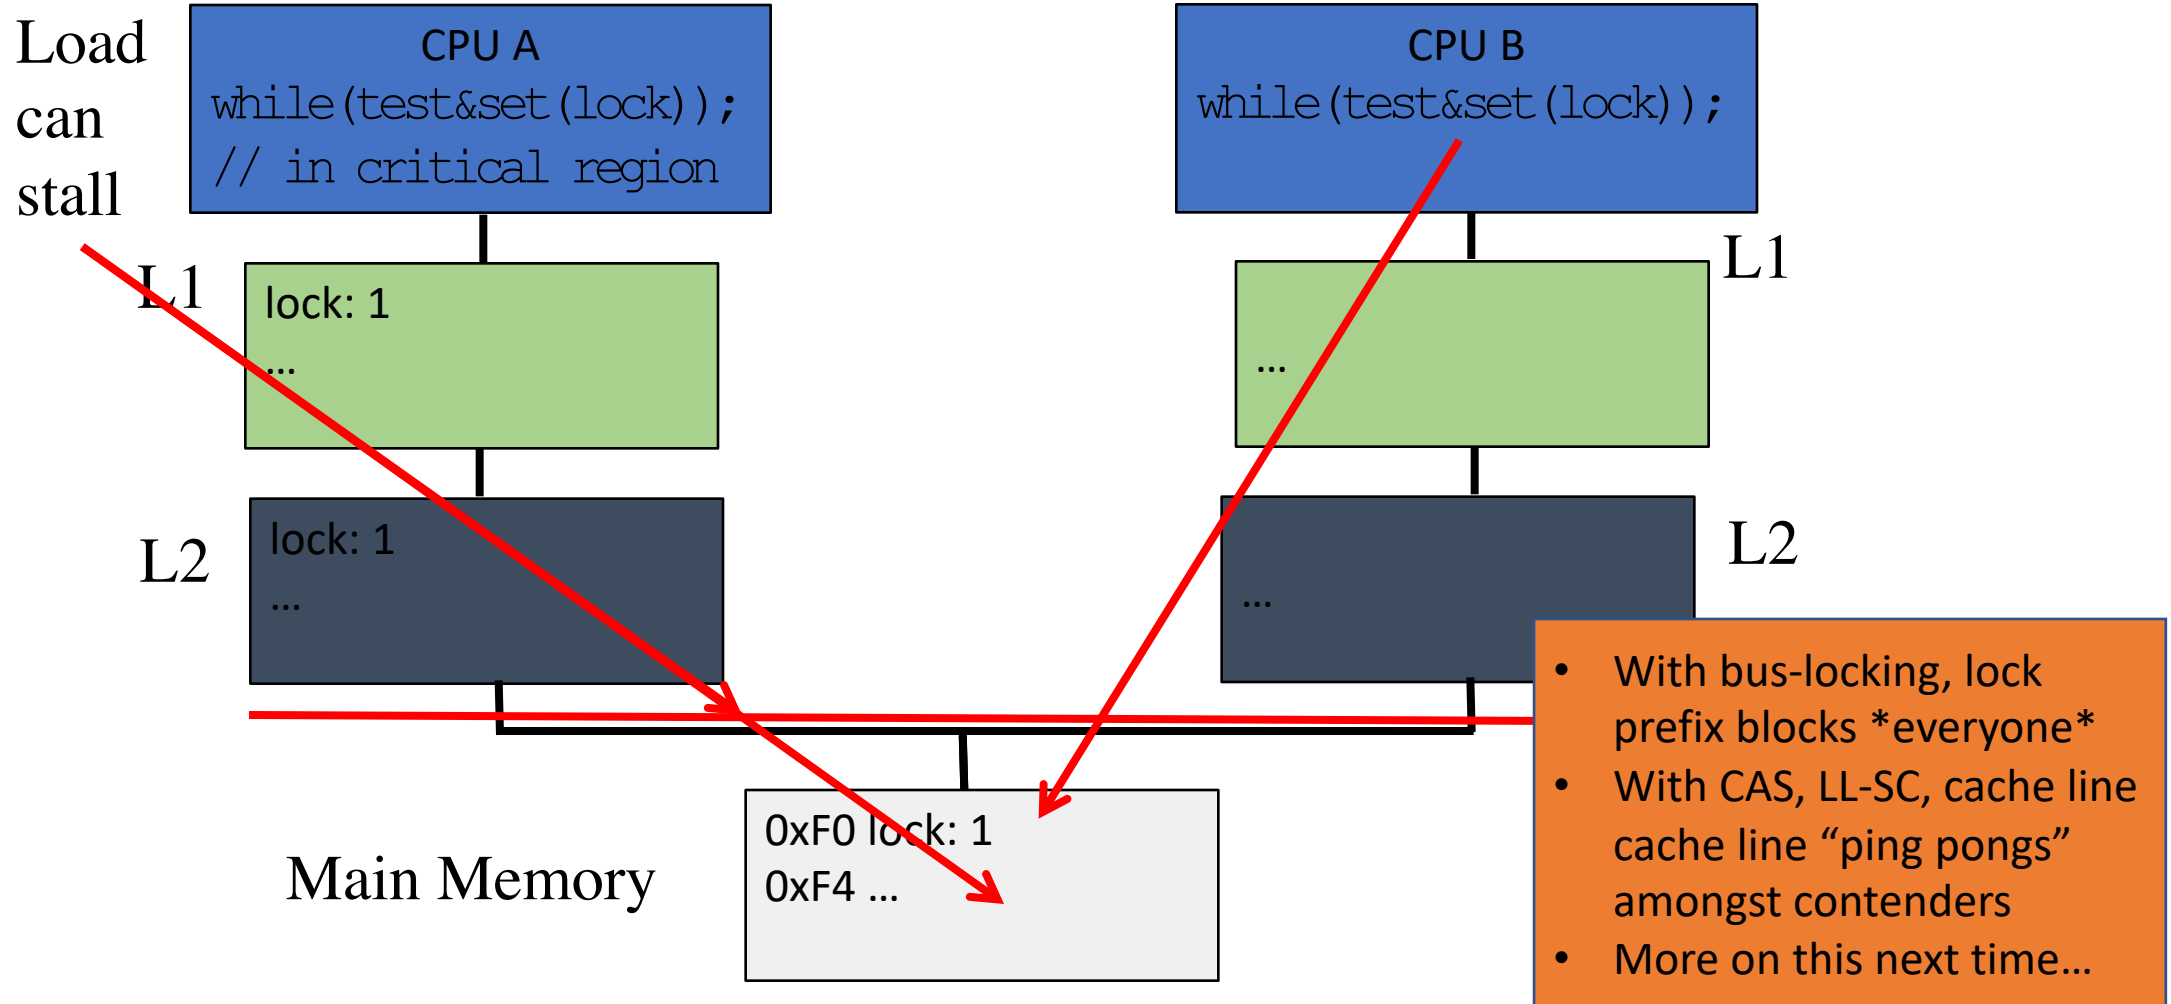 Load
can
stall
CPU A
while(test&set(lock));
// in critical region
CPU B
while(test&set(lock));
L1
lock: 1
...
L1
...
L2
lock: 1
...
L2
...
Main Memory
0xF0 lock: 1
0xF4 ...
• With bus-locking, lock
prefix blocks *everyone*
• With CAS, LL-SC, cache line
cache line “ping pongs”
amongst contenders
• More on this next time...